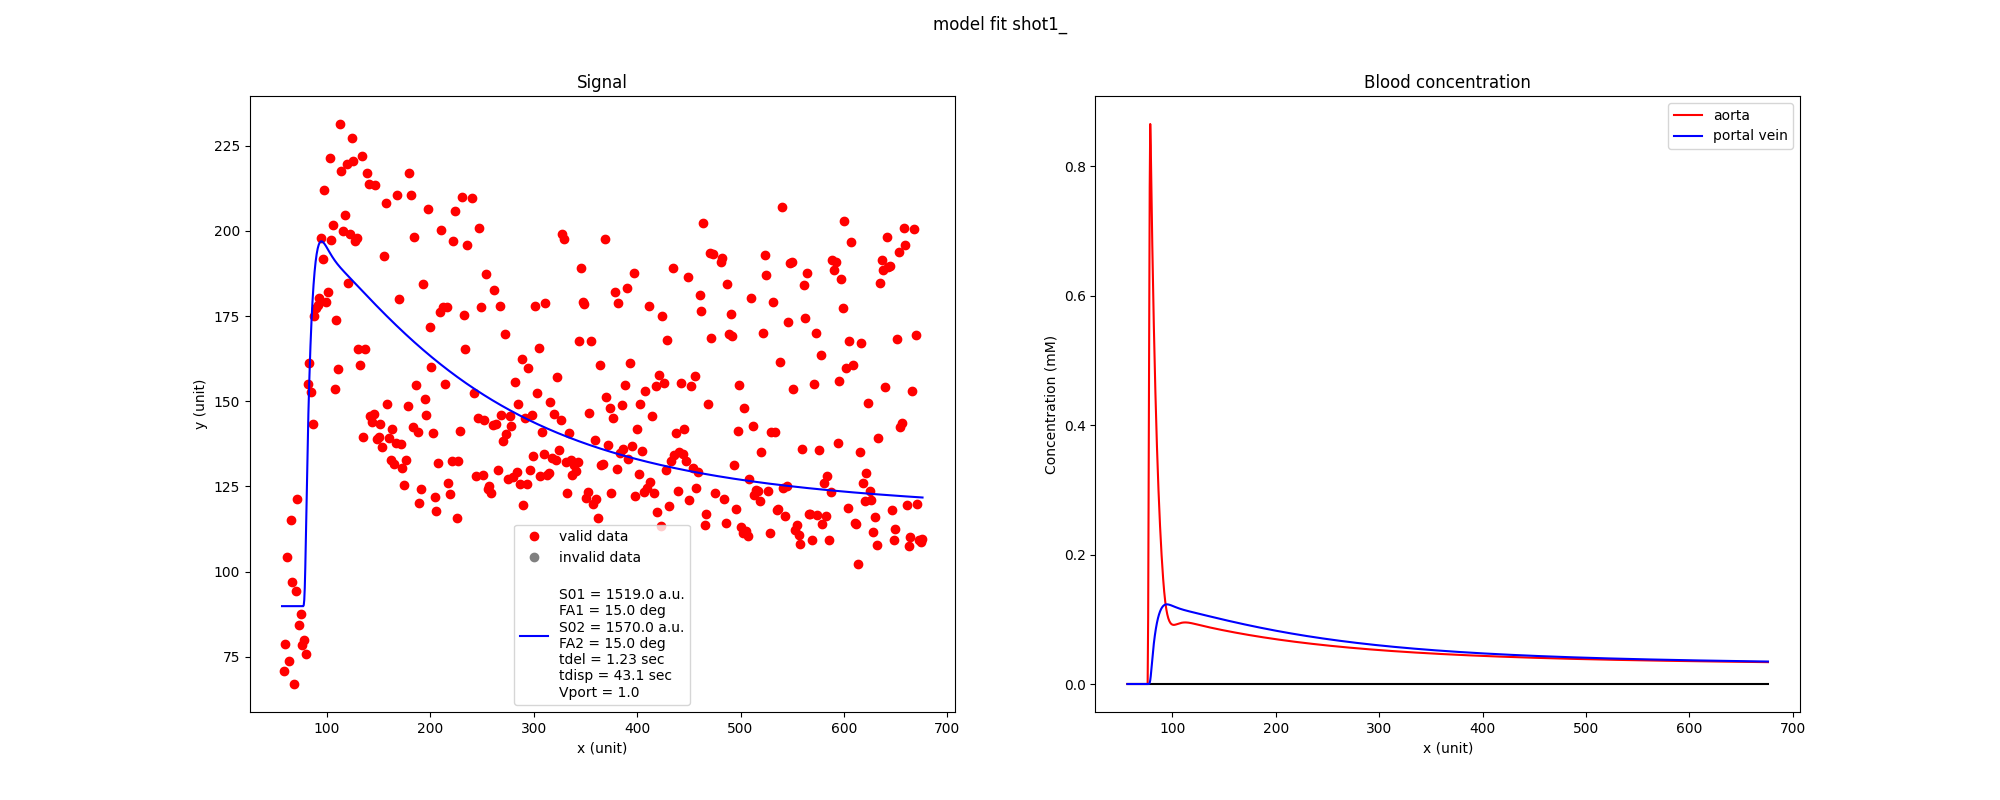 model fit shot1_
Signal
225
200
175
150
125
100
75
y (unit)
valid data
invalid data
S01 = 1519.0 a.u.
FA1 = 15.0 deg
S02 = 1570.0 a.u.
FA2 = 15.0 deg
tdel = 1.23 sec
tdisp = 43.1 sec
Vport = 1.0
100 200 300 400 500 600 700
x (unit)
Blood concentration
aorta
portal vein
0.8
0.6
0.4
0.2
0.0
Concentration (mM)
100 200 300 400 500 600 700
x (unit)